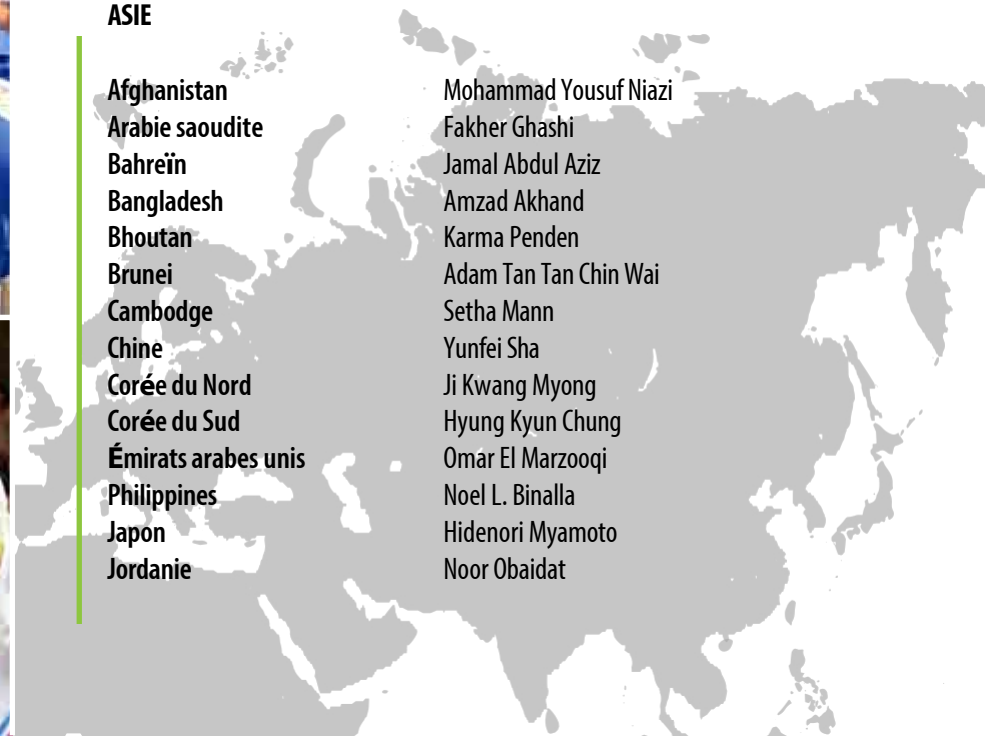 ASIE
Afghanistan Mohammad Yousuf Niazi
Arabie saoudite Fakher Ghashi
Bahreïn Jamal Abdul Aziz
Bangladesh Amzad Akhand
Bhoutan Karma Penden
Brunei Adam Tan Tan Chin Wai
Cambodge Setha Mann
Chine Yunfei Sha
Corée du Nord Ji Kwang Myong
Corée du Sud Hyung Kyun Chung
Émirats arabes unis Omar El Marzooqi
Philippines Noel L. Binalla
Japon Hidenori Myamoto
Jordanie Noor Obaidat